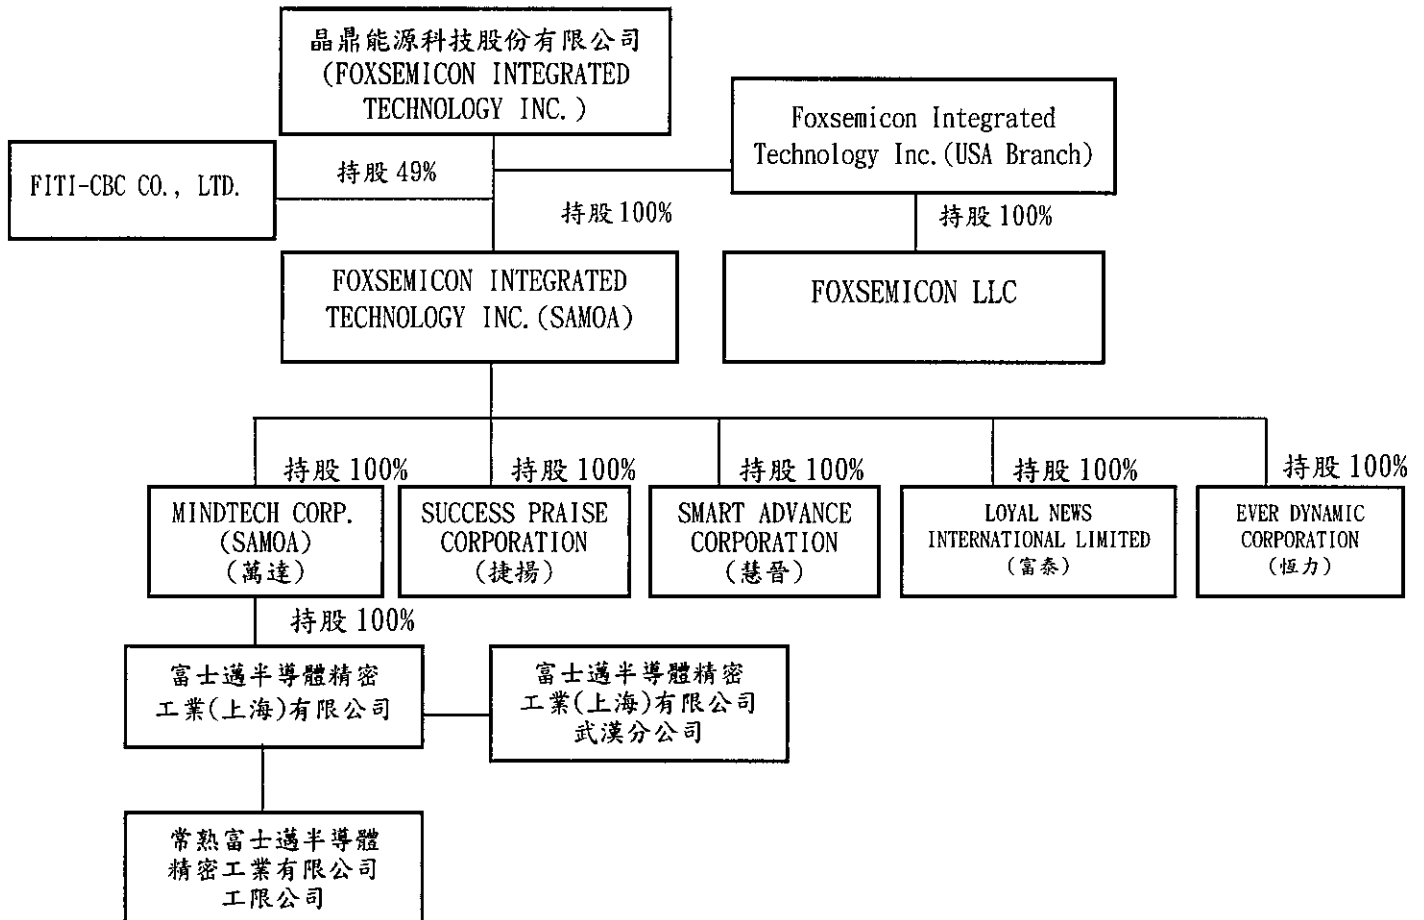 晶鼎能源科技股份有限公司
(FOXSEMICON INTEGRATED
TECHNOLOGY INC.)
Foxsemicon Integrated
Technology Inc.(USA Branch)
FITI-CBC CO., LTD.
持股 49%
持股 100%
持股 100%
FOXSEMICON INTEGRATED
TECHNOLOGY INC.(SAMOA)
FOXSEMICON LLC
持股 100%
持股 100%
持股 100%
持股 100%
持股 100%
MINDTECH CORP.
(SAMOA)
(萬達)
SUCCESS PRAISE
CORPORATION
(捷揚)
SMART ADVANCE
CORPORATION
(慧晉)
LOYAL NEWS
INTERNATIONAL LIMITED
(富泰)
EVER DYNAMIC
CORPORATION
(恆力)
持股 100%
富士邁半導體精密
工業(上海)有限公司
富士邁半導體精密
工業(上海)有限公司
武漢分公司
常熟富士邁半導體
精密工業有限公司
工限公司